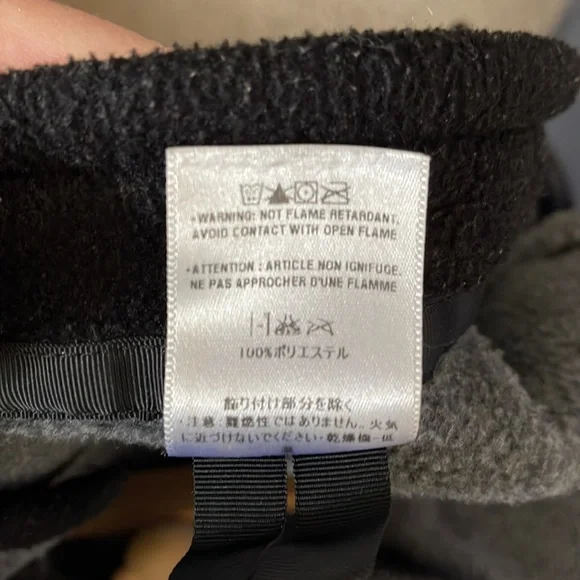 •WARNING: NOT FLAME RETARDANT.
AVOID CONTACT WITH OPEN FLAME
•ATTENTION : ARTICLE NON IGNIFUGE.
NE PAS APPROCHER D'UNE FLAMME
100%ポリエステル
飾り付け部分を除く
・注意:難燃性ではありません。火気
に近づけないでください・乾燥機-低